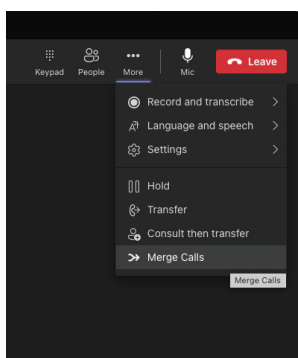 Keypad People More Mic Leave
Record and transcribe
Language and speech
Settings
Hold
Transfer
Consult then transfer
Merge Calls
Merge Calls